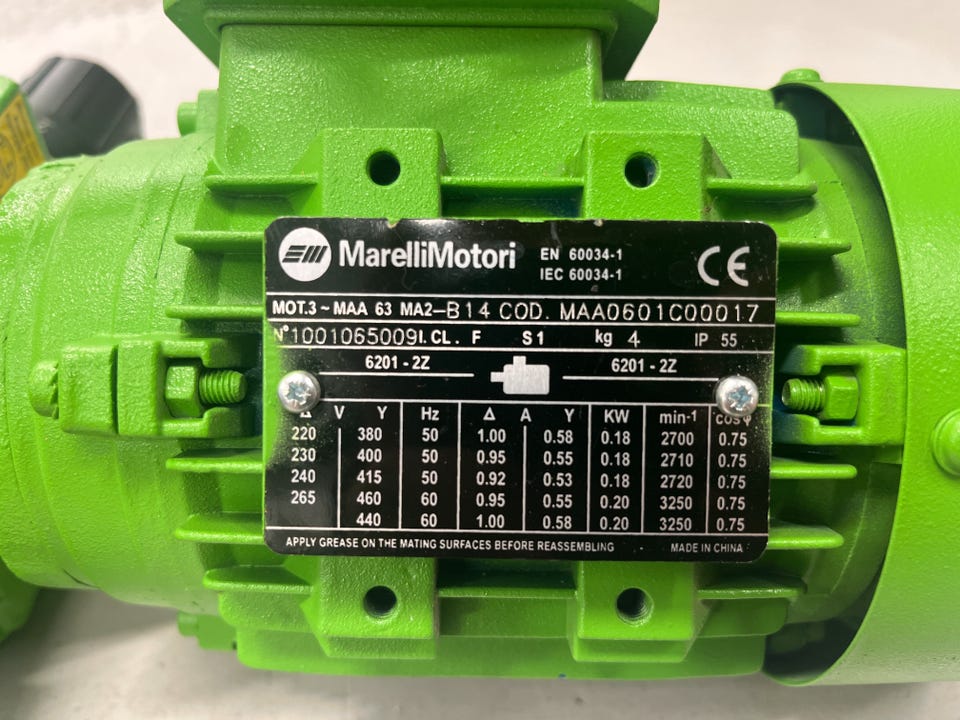 MarelliMotori
EN 60034-1
IEC 60034-1
CE
MOT.3~MAA 63 MA2-B14 COD. MAA0601C00017
N° 1001065009 I.CL. F S1 kg 4 IP 55
6201-2Z 6201-2Z
Δ V Y Hz Δ A Y KW min-1 cos φ
220 380 50 1.00 0.58 0.18 2700 0.75
230 400 50 0.95 0.55 0.18 2710 0.75
240 415 50 0.92 0.53 0.18 2720 0.75
265 460 60 0.95 0.55 0.20 3250 0.75
440 60 1.00 0.58 0.20 3250 0.75
APPLY GREASE ON THE MATING SURFACES BEFORE REASSEMBLING MADE IN CHINA